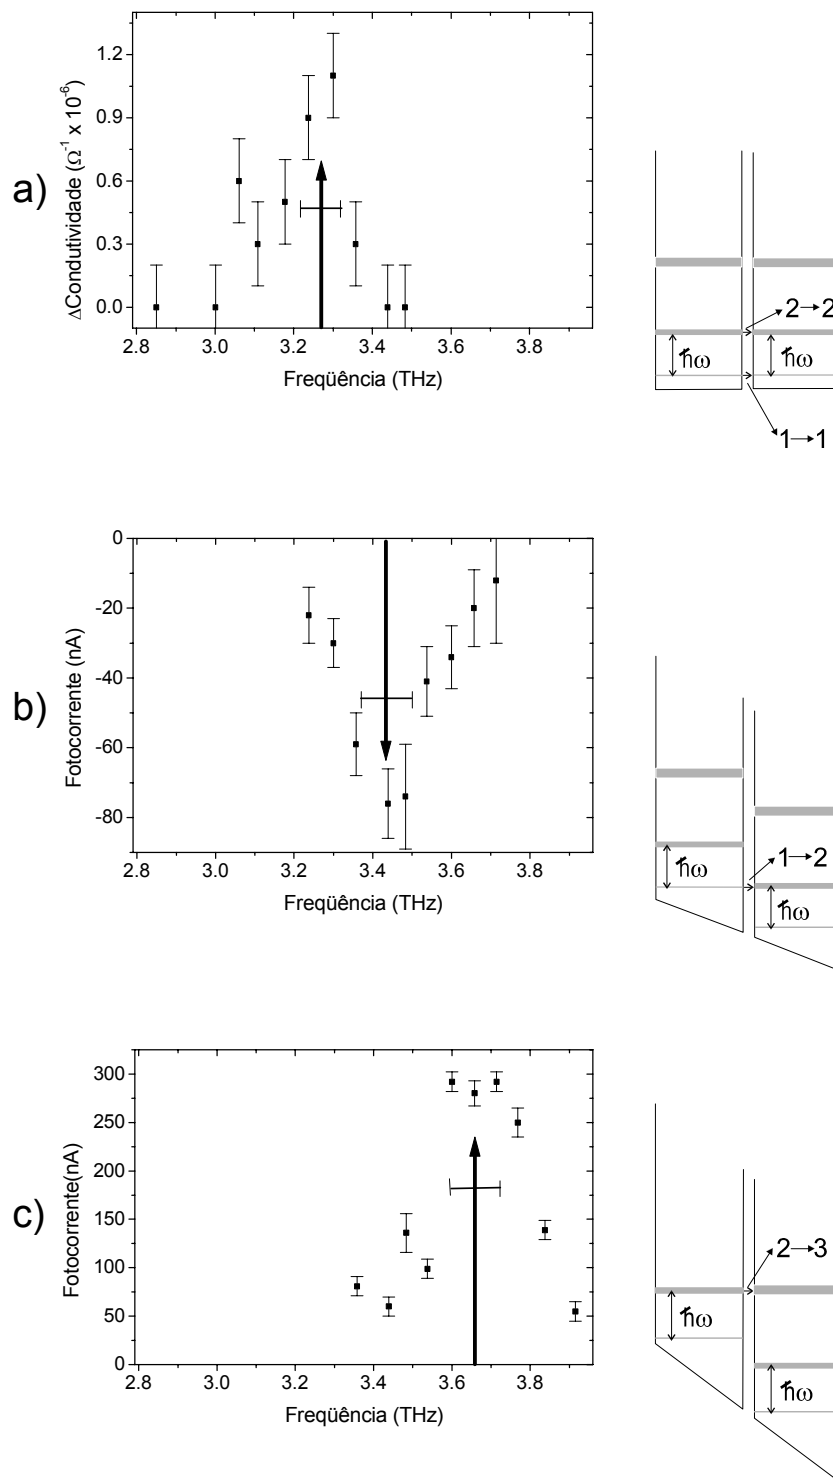 a)
ΔCondutividade (Ω⁻¹ x 10⁻⁶)
1.2
0.9
0.6
0.3
0.0
2.8 3.0 3.2 3.4 3.6 3.8
Freqüência (THz)
2→2
ħω ħω
1→1
b)
Fotocorrente (nA)
0
-20
-40
-60
-80
2.8 3.0 3.2 3.4 3.6 3.8
Freqüência (THz)
ħω
1→2
ħω
c)
Fotocorrente(nA)
300
250
200
150
100
50
0
2.8 3.0 3.2 3.4 3.6 3.8
Freqüência (THz)
2→3
ħω
ħω